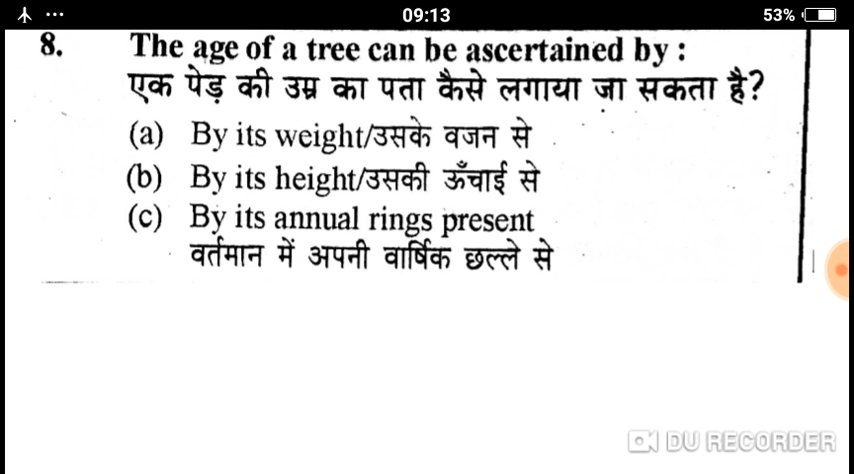 09:13
53%
8. The age of a tree can be ascertained by :
एक पेड़ की उम्र का पता कैसे लगाया जा सकता है?
(a) By its weight/उसके वजन से
(b) By its height/उसकी ऊँचाई से
(c) By its annual rings present
वर्तमान में अपनी वार्षिक छल्ले से
DU RECORDER